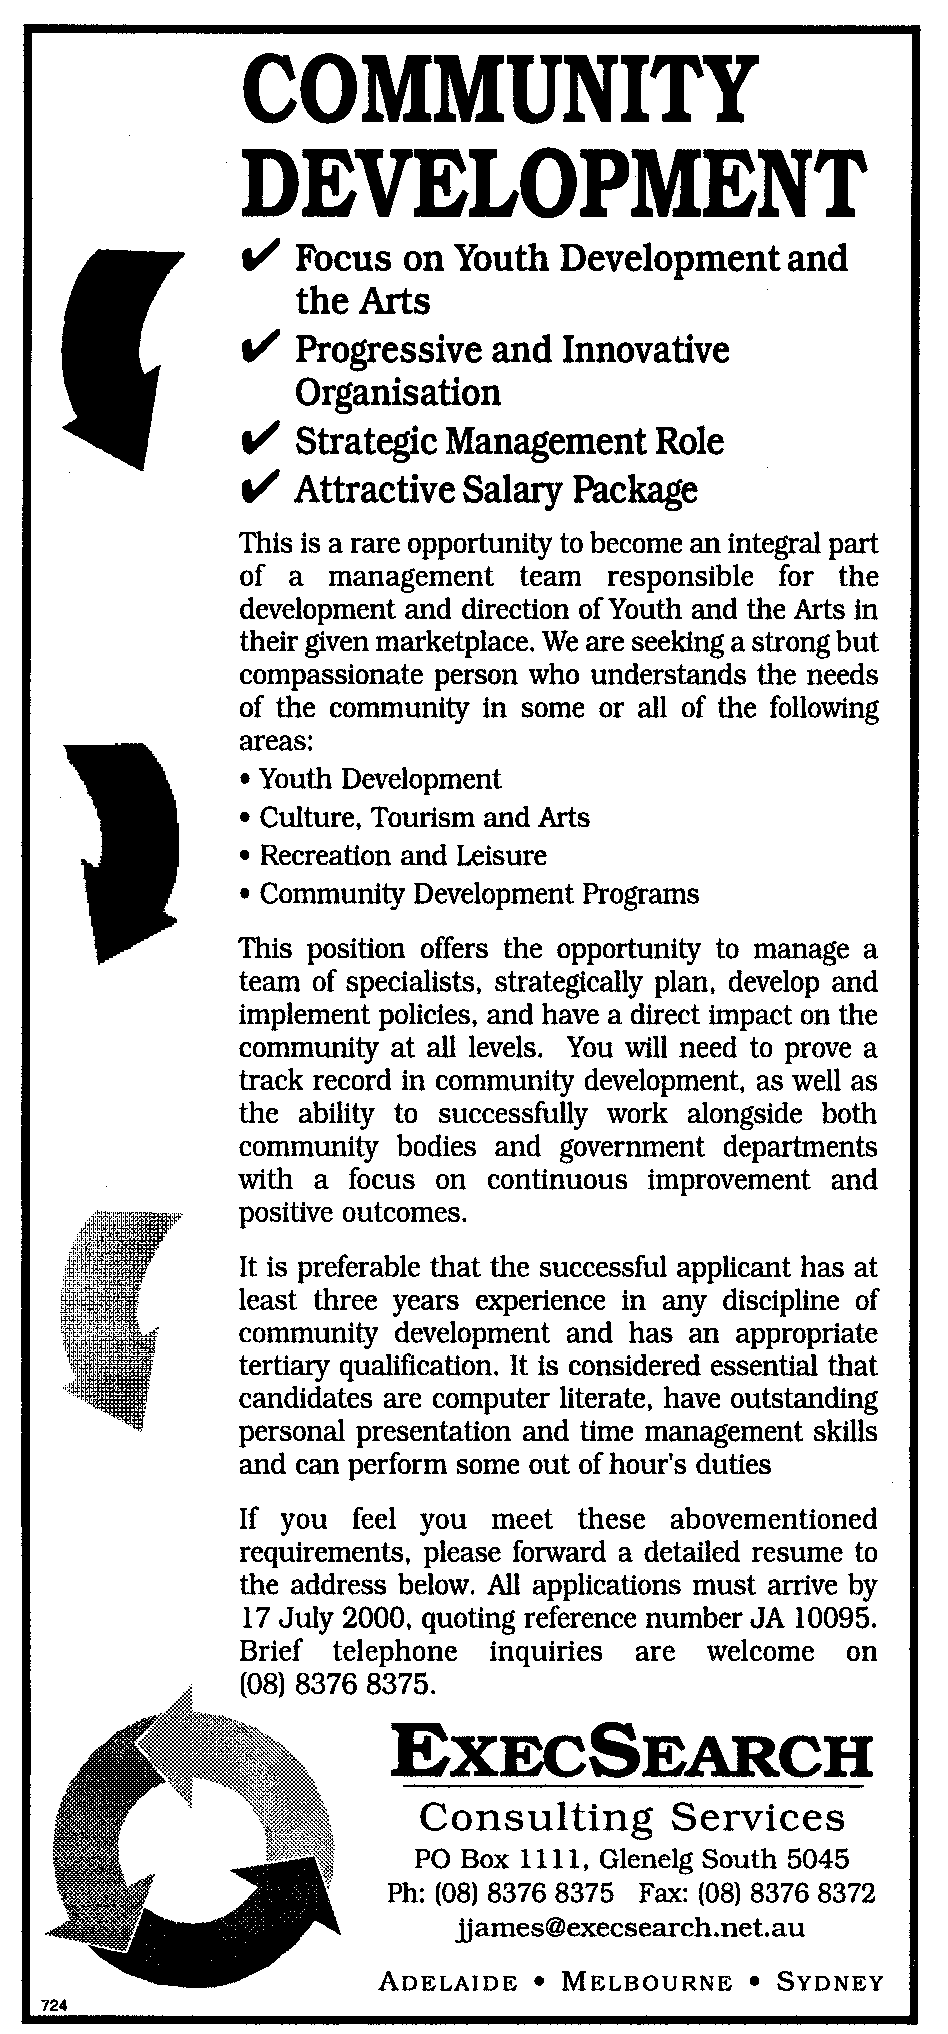 COMMUNITY
DEVELOPMENT
✔ Focus on Youth Development and
the Arts
✔ Progressive and Innovative
Organisation
✔ Strategic Management Role
✔ Attractive Salary Package
This is a rare opportunity to become an integral part
of a management team responsible for the
development and direction of Youth and the Arts in
their given marketplace. We are seeking a strong but
compassionate person who understands the needs
of the community in some or all of the following
areas:
• Youth Development
• Culture, Tourism and Arts
• Recreation and Leisure
• Community Development Programs
This position offers the opportunity to manage a
team of specialists, strategically plan, develop and
implement policies, and have a direct impact on the
community at all levels. You will need to prove a
track record in community development, as well as
the ability to successfully work alongside both
community bodies and government departments
with a focus on continuous improvement and
positive outcomes.
It is preferable that the successful applicant has at
least three years experience in any discipline of
community development and has an appropriate
tertiary qualification. It is considered essential that
candidates are computer literate, have outstanding
personal presentation and time management skills
and can perform some out of hour's duties
If you feel you meet these abovementioned
requirements, please forward a detailed resume to
the address below. All applications must arrive by
17 July 2000, quoting reference number JA 10095.
Brief telephone inquiries are welcome on
(08) 8376 8375.
EXECSEARCH
Consulting Services
PO Box 1111, Glenelg South 5045
Ph: (08) 8376 8375 Fax: (08) 8376 8372
jjames@execsearch.net.au
ADELAIDE • MELBOURNE • SYDNEY
724